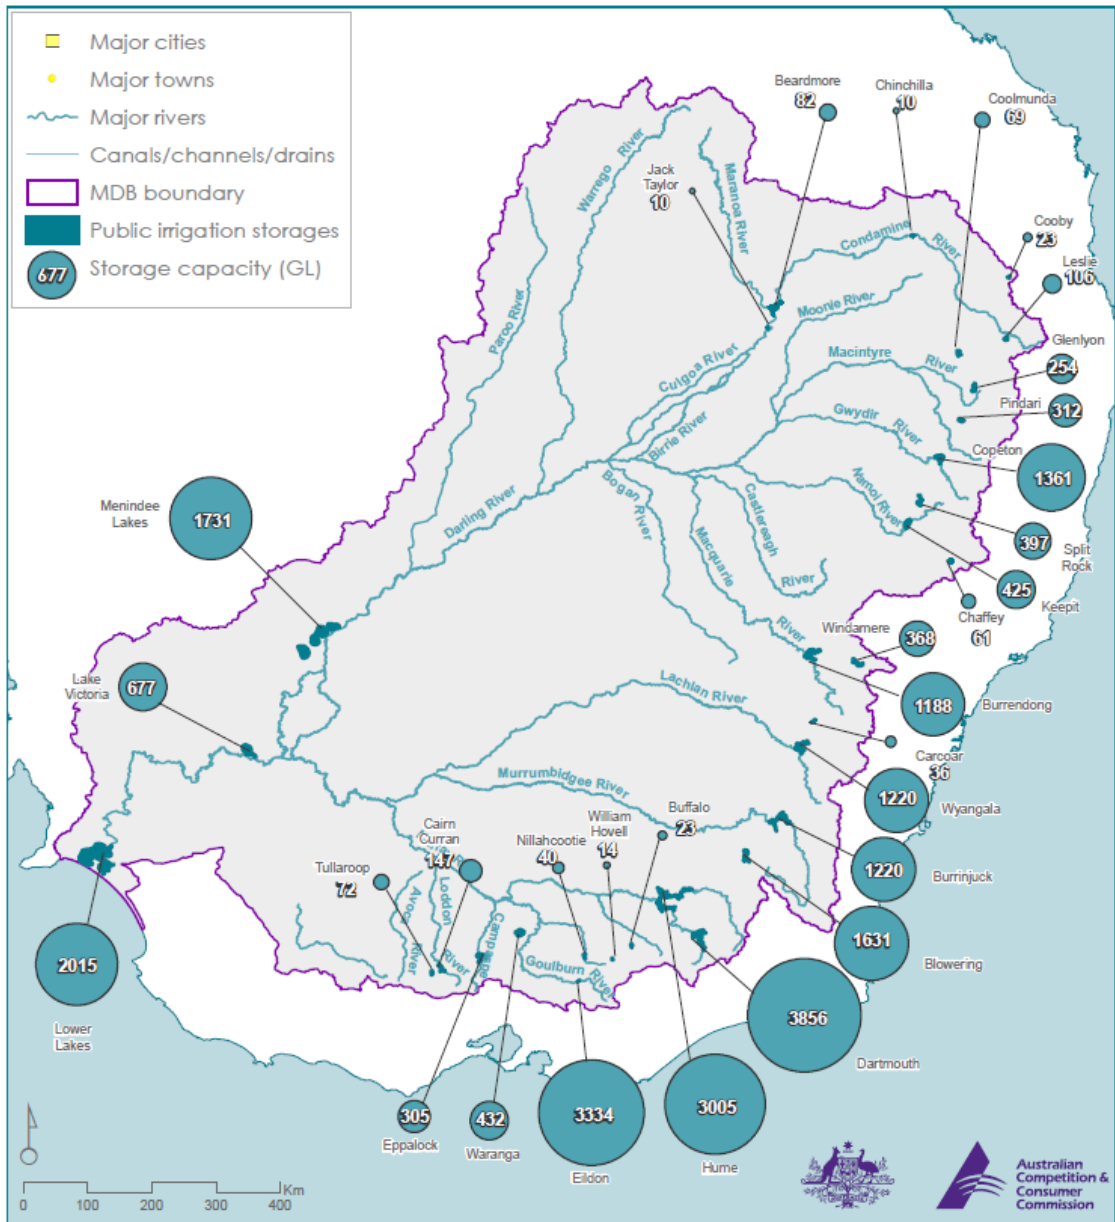 Major cities
Major towns
Major rivers
Canals/channels/drains
MDB boundary
Public irrigation storages
677
Storage capacity (GL)
Beardmore
82
Chinchilla
10
Coolmunda
69
Jack
Taylor
10
Cooby
23
Leslie
106
Glenlyon
254
Pindari
312
Copeton
1361
397
Split
Rock
425
Keepit
Chaffey
61
Windamere
368
1188
Burrendong
Carcoar
36
1220
Wyangala
1220
Burrinjuck
1631
Blowering
3856
Dartmouth
3005
Hume
3334
Eildon
432
Waranga
305
Eppalock
Tullaroop
72
Cairn
Curran
147
Nillahcootie
40
William
Hovell
14
Buffalo
23
2015
Lower
Lakes
Lake
Victoria
677
Menindee
Lakes
1731
Warrego River
Maranoa River
Paroo River
Condamine River
Moonie River
Culgoa River
Macintyre River
Birrie River
Gwydir River
Namoi River
Darling River
Bogan River
Castlereagh River
Macquarie River
Lachlan River
Murrumbidgee River
Avoca River
Loddon River
Campaspe
Goulburn River
0 100 200 300 400
Km
Australian
Competition &
Consumer
Commission